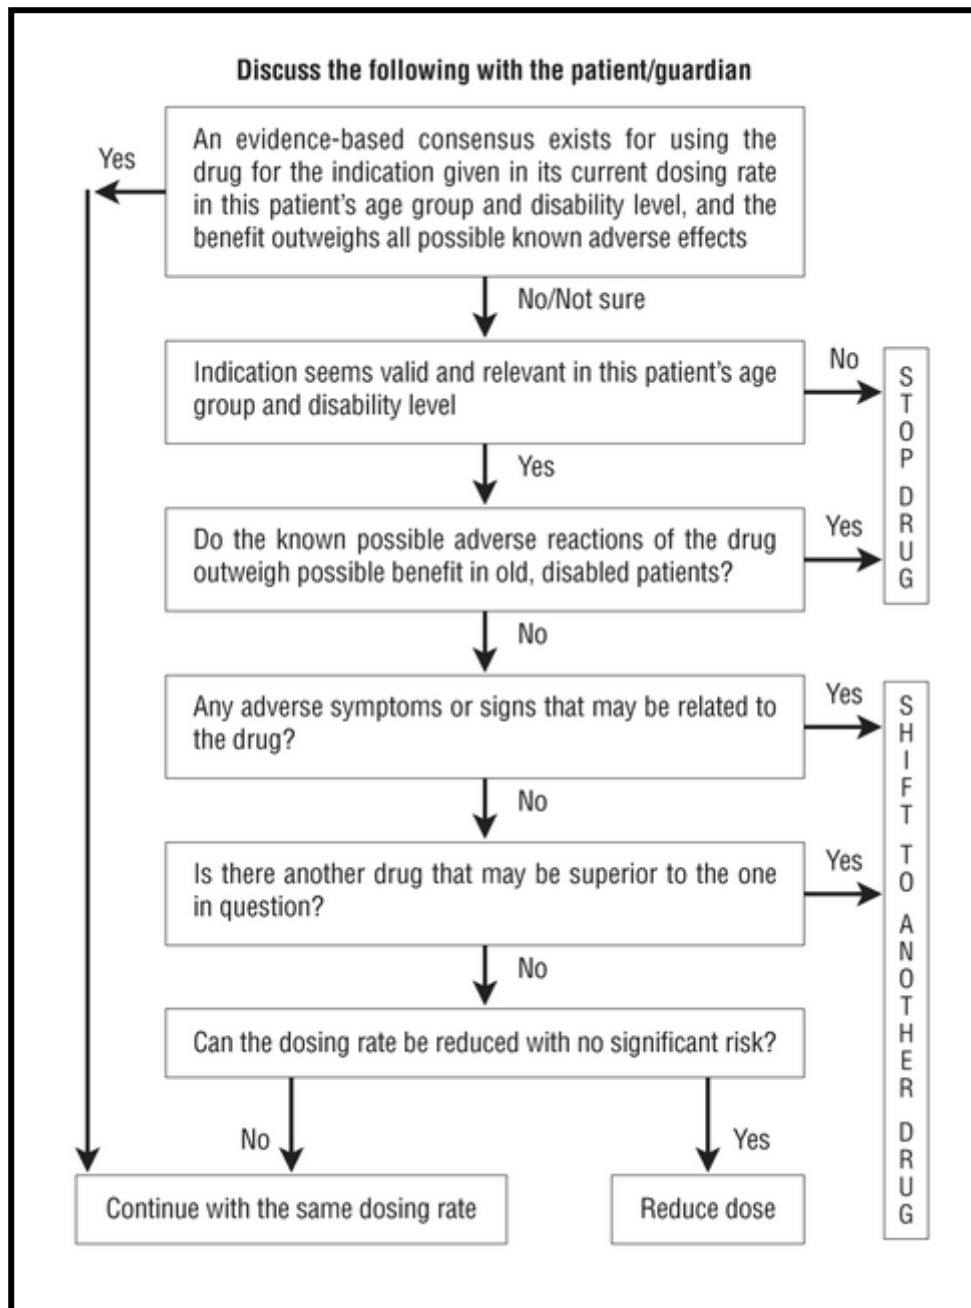 Discuss the following with the patient/guardian
An evidence-based consensus exists for using the
drug for the indication given in its current dosing rate
in this patient's age group and disability level, and the
benefit outweighs all possible known adverse effects
Yes
No/Not sure
Indication seems valid and relevant in this patient's age
group and disability level
No
STOP DRUG
Yes
Do the known possible adverse reactions of the drug
outweigh possible benefit in old, disabled patients?
Yes
No
Any adverse symptoms or signs that may be related to
the drug?
Yes
SHIFT TO ANOTHER DRUG
No
Is there another drug that may be superior to the one
in question?
Yes
No
Can the dosing rate be reduced with no significant risk?
No
Yes
Continue with the same dosing rate
Reduce dose